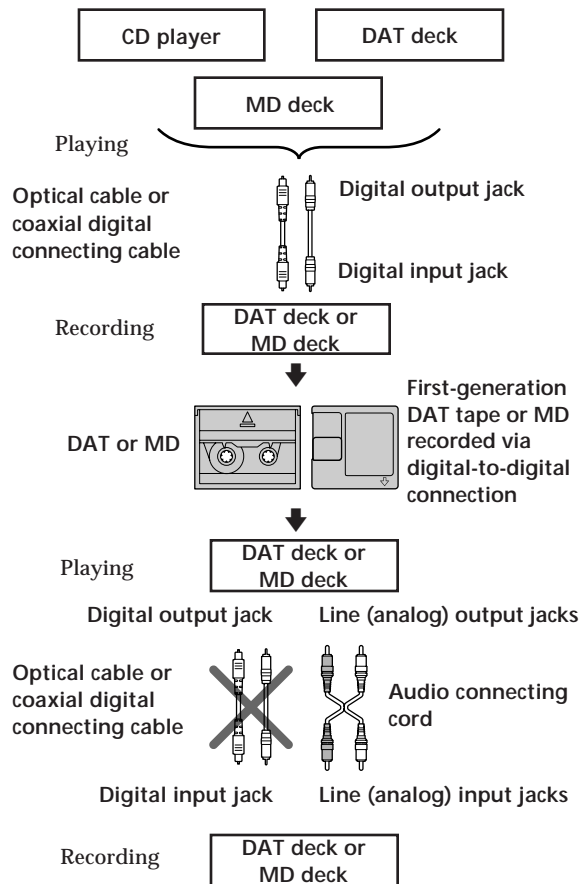 CD player
DAT deck
MD deck
Playing
Optical cable or
coaxial digital
connecting cable
Digital output jack
Digital input jack
Recording
DAT deck or
MD deck
DAT or MD
First-generation
DAT tape or MD
recorded via
digital-to-digital
connection
Playing
DAT deck or
MD deck
Digital output jack
Line (analog) output jacks
Optical cable or
coaxial digital
connecting cable
Audio connecting
cord
Digital input jack
Line (analog) input jacks
Recording
DAT deck or
MD deck